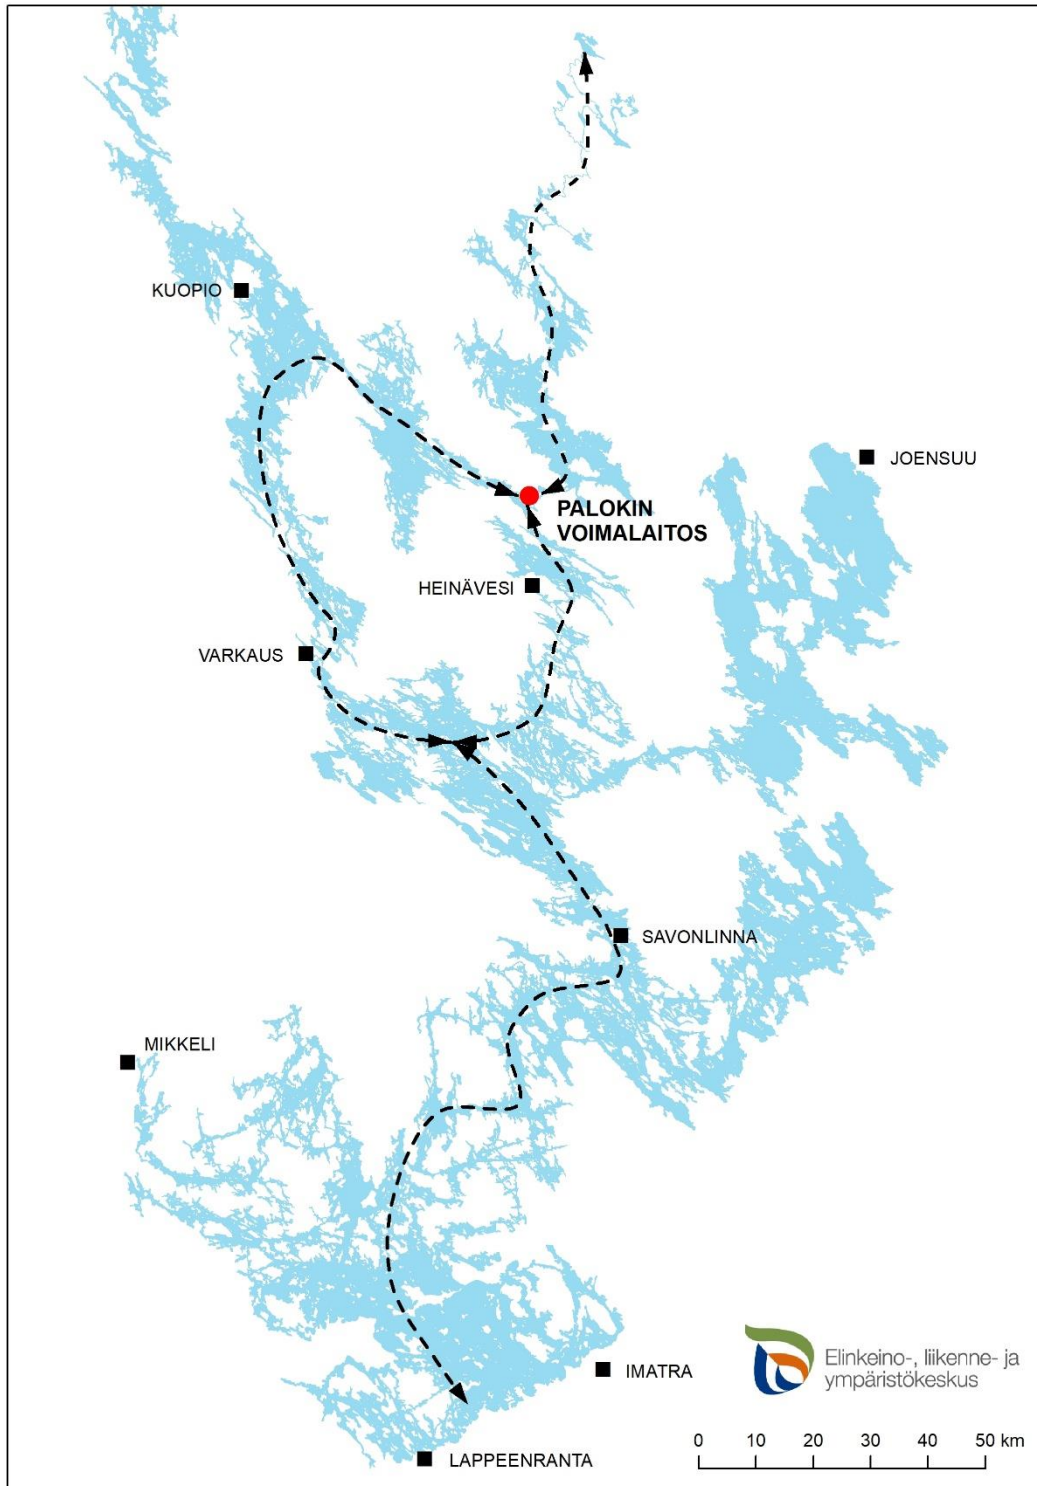 KUOPIO
JOENSUU
PALOKIN
VOIMALAITOS
HEINÄVESI
VARKAUS
SAVONLINNA
MIKKELI
Elinkeino-, liikenne- ja
ympäristökeskus
IMATRA
0 10 20 30 40 50 km
LAPPEENRANTA